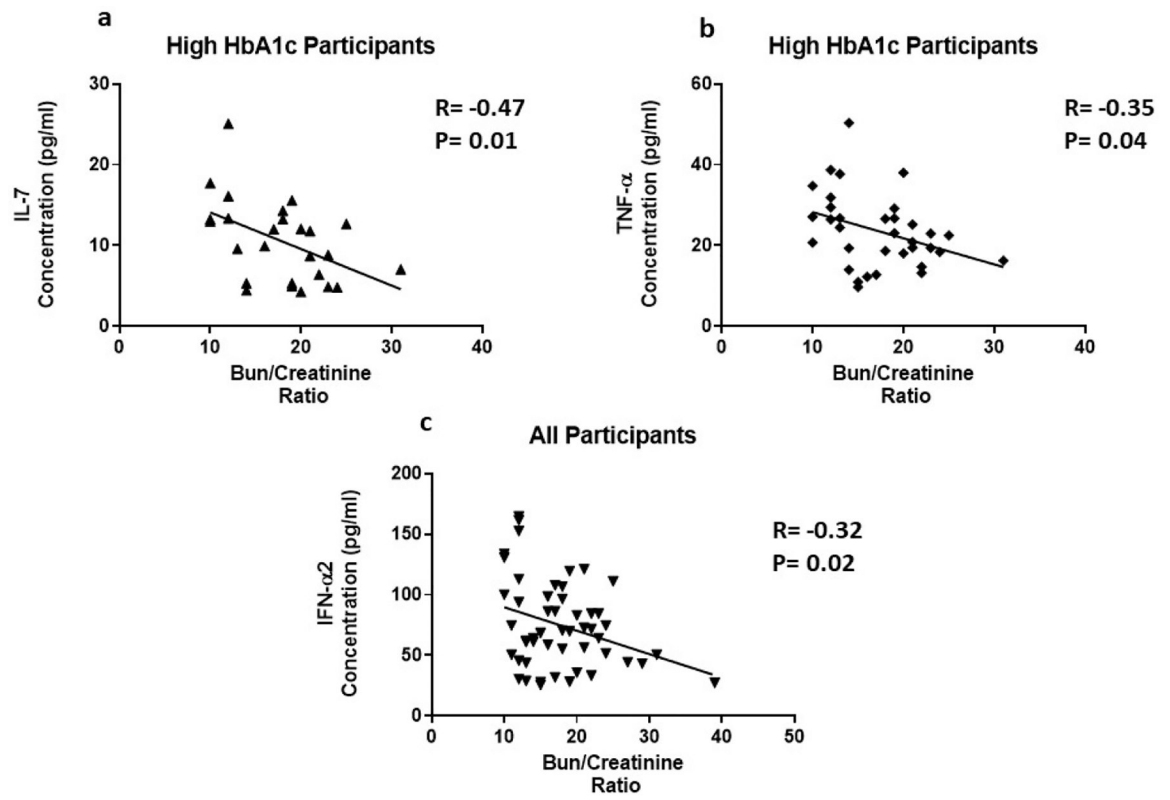 a
High HbA1c Participants
R= -0.47
P= 0.01
30
20
10
0
IL-7
Concentration (pg/ml)
0 10 20 30 40
Bun/Creatinine
Ratio
b
High HbA1c Participants
R= -0.35
P= 0.04
60
40
20
0
TNF-α
Concentration (pg/ml)
0 10 20 30 40
Bun/Creatinine
Ratio
c
All Participants
R= -0.32
P= 0.02
200
150
100
50
0
IFN-α2
Concentration (pg/ml)
0 10 20 30 40 50
Bun/Creatinine
Ratio